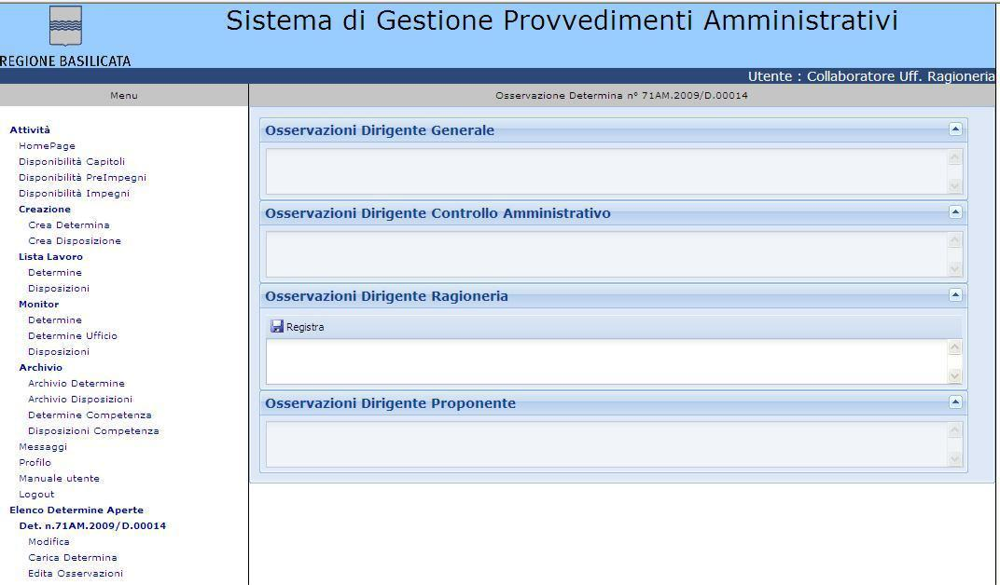 Sistema di Gestione Provvedimenti Amministrativi
REGIONE BASILICATA
Utente : Collaboratore Uff. Ragioneria
Menu
Osservazione Determina n° 71AM.2009/D.00014
Attività
HomePage
Disponibilità Capitoli
Disponibilità PreImpegni
Disponibilità Impegni
Creazione
Crea Determina
Crea Disposizione
Lista Lavoro
Determine
Disposizioni
Monitor
Determine
Determine Ufficio
Disposizioni
Archivio
Archivio Determine
Archivio Disposizioni
Determine Competenza
Disposizioni Competenza
Messaggi
Profilo
Manuale utente
Logout
Elenco Determine Aperte
Det. n.71AM.2009/D.00014
Modifica
Carica Determina
Edita Osservazioni
Osservazioni Dirigente Generale
Osservazioni Dirigente Controllo Amministrativo
Osservazioni Dirigente Ragioneria
Registra
Osservazioni Dirigente Proponente